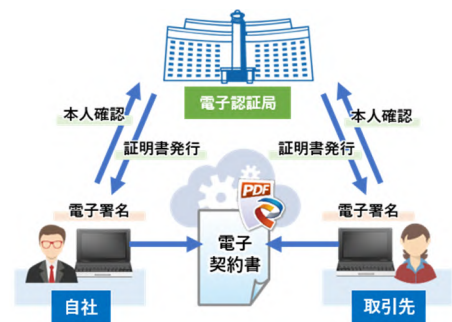 電子認証局
本人確認
本人確認
証明書発行
証明書発行
電子署名
PDF
電子署名
電子
契約書
自社
取引先